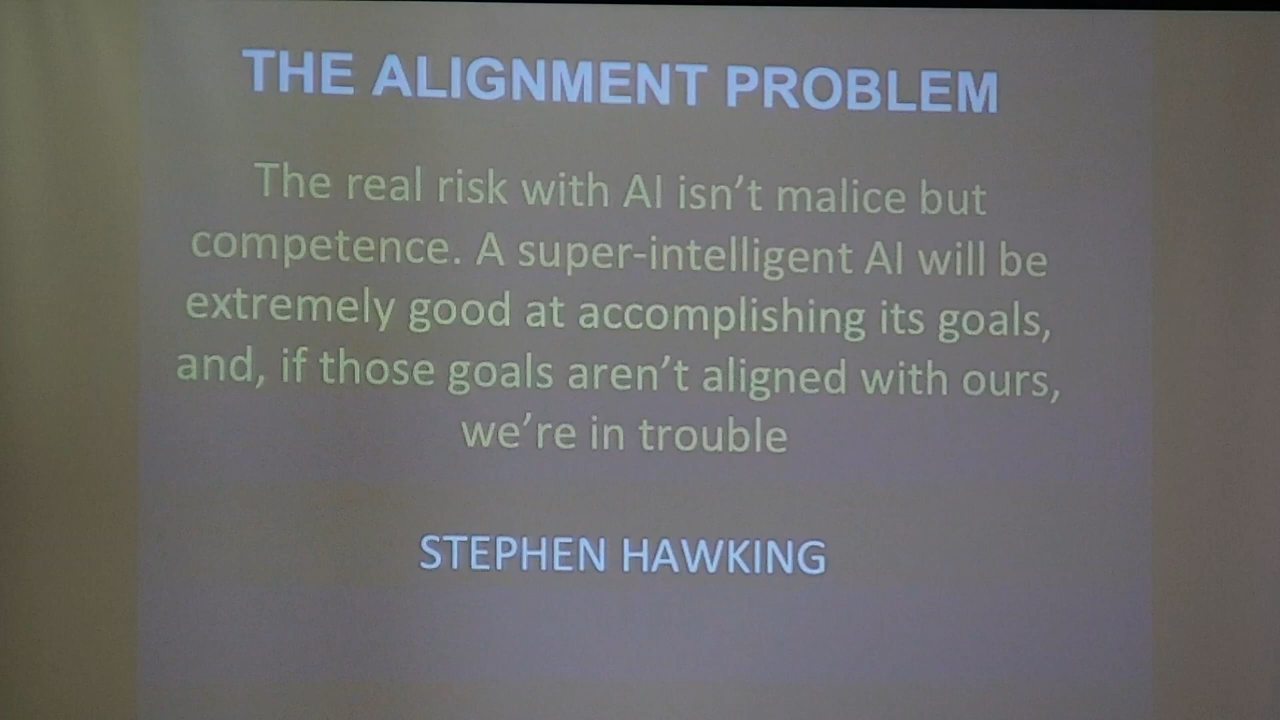 THE ALIGNMENT PROBLEM
The real risk with AI isn’t malice but
competence. A super-intelligent AI will be
extremely good at accomplishing its goals,
and, if those goals aren’t aligned with ours,
we’re in trouble
STEPHEN HAWKING